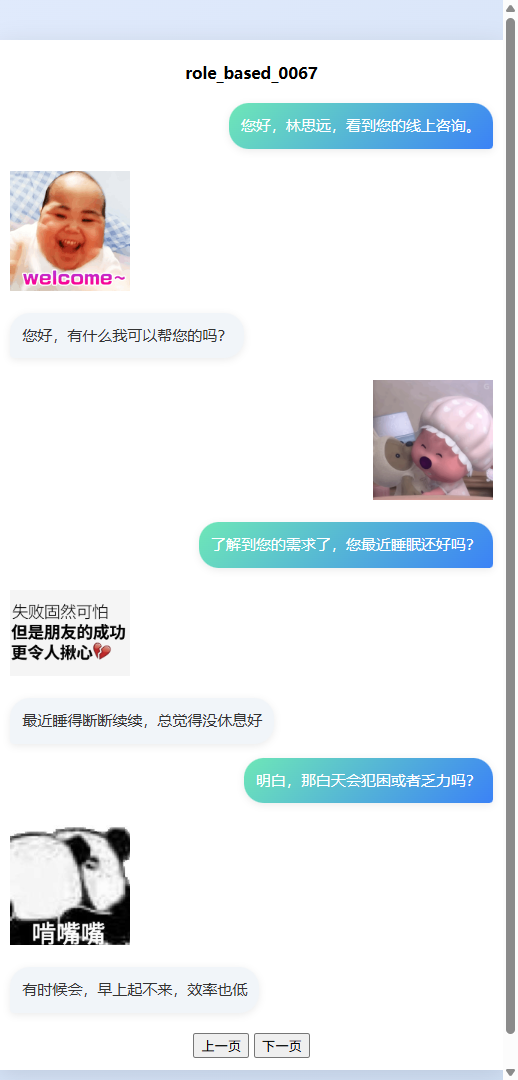 role_based_0067
您好，林思远，看到您的线上咨询。
welcome~
您好，有什么我可以帮您的吗？
了解到您的需求了，您最近睡眠还好吗？
失败固然可怕
但是朋友的成功
更令人揪心💔
最近睡得断断续续，总觉得没休息好
明白，那白天会犯困或者乏力吗？
啃嘴嘴
有时候会，早上起不来，效率也低
上一页 下一页